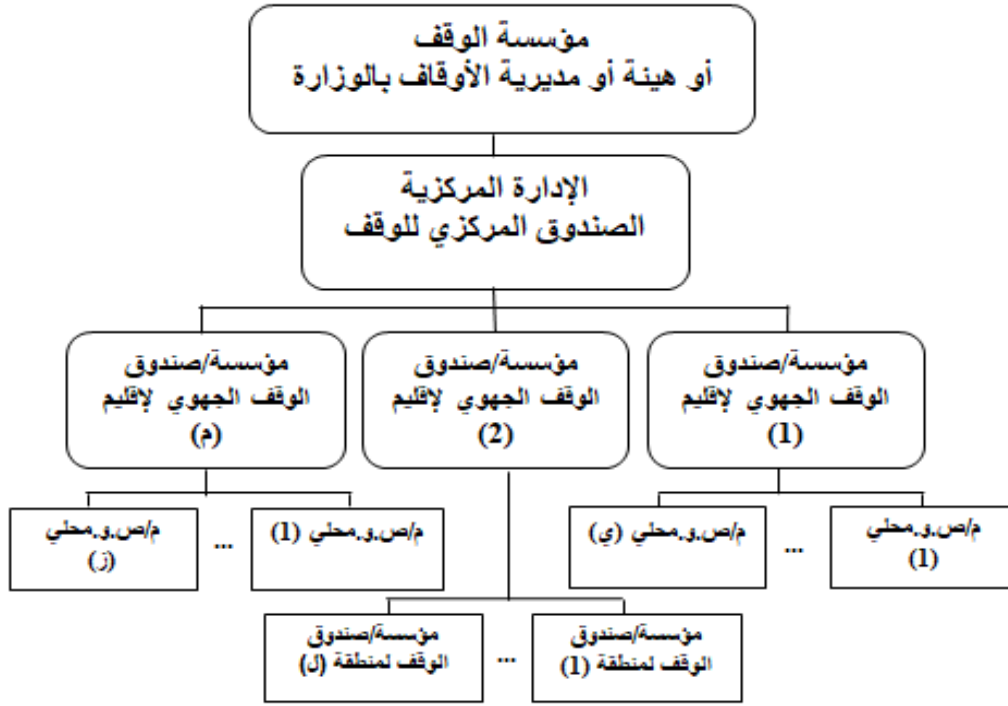 مؤسسة الوقف
أو هيئة أو مديرية الأوقاف بالوزارة
الإدارة المركزية
الصندوق المركزي للوقف
مؤسسة/صندوق
الوقف الجهوي لإقليم
(1)
مؤسسة/صندوق
الوقف الجهوي لإقليم
(2)
مؤسسة/صندوق
الوقف الجهوي لإقليم
(م)
م/ص.و.محلي
(1)
...
م/ص.و.محلي (ي)
م/ص.و.محلي (1)
...
م/ص.و.محلي
(ز)
مؤسسة/صندوق
الوقف لمنطقة (1)
...
مؤسسة/صندوق
الوقف لمنطقة (ل)